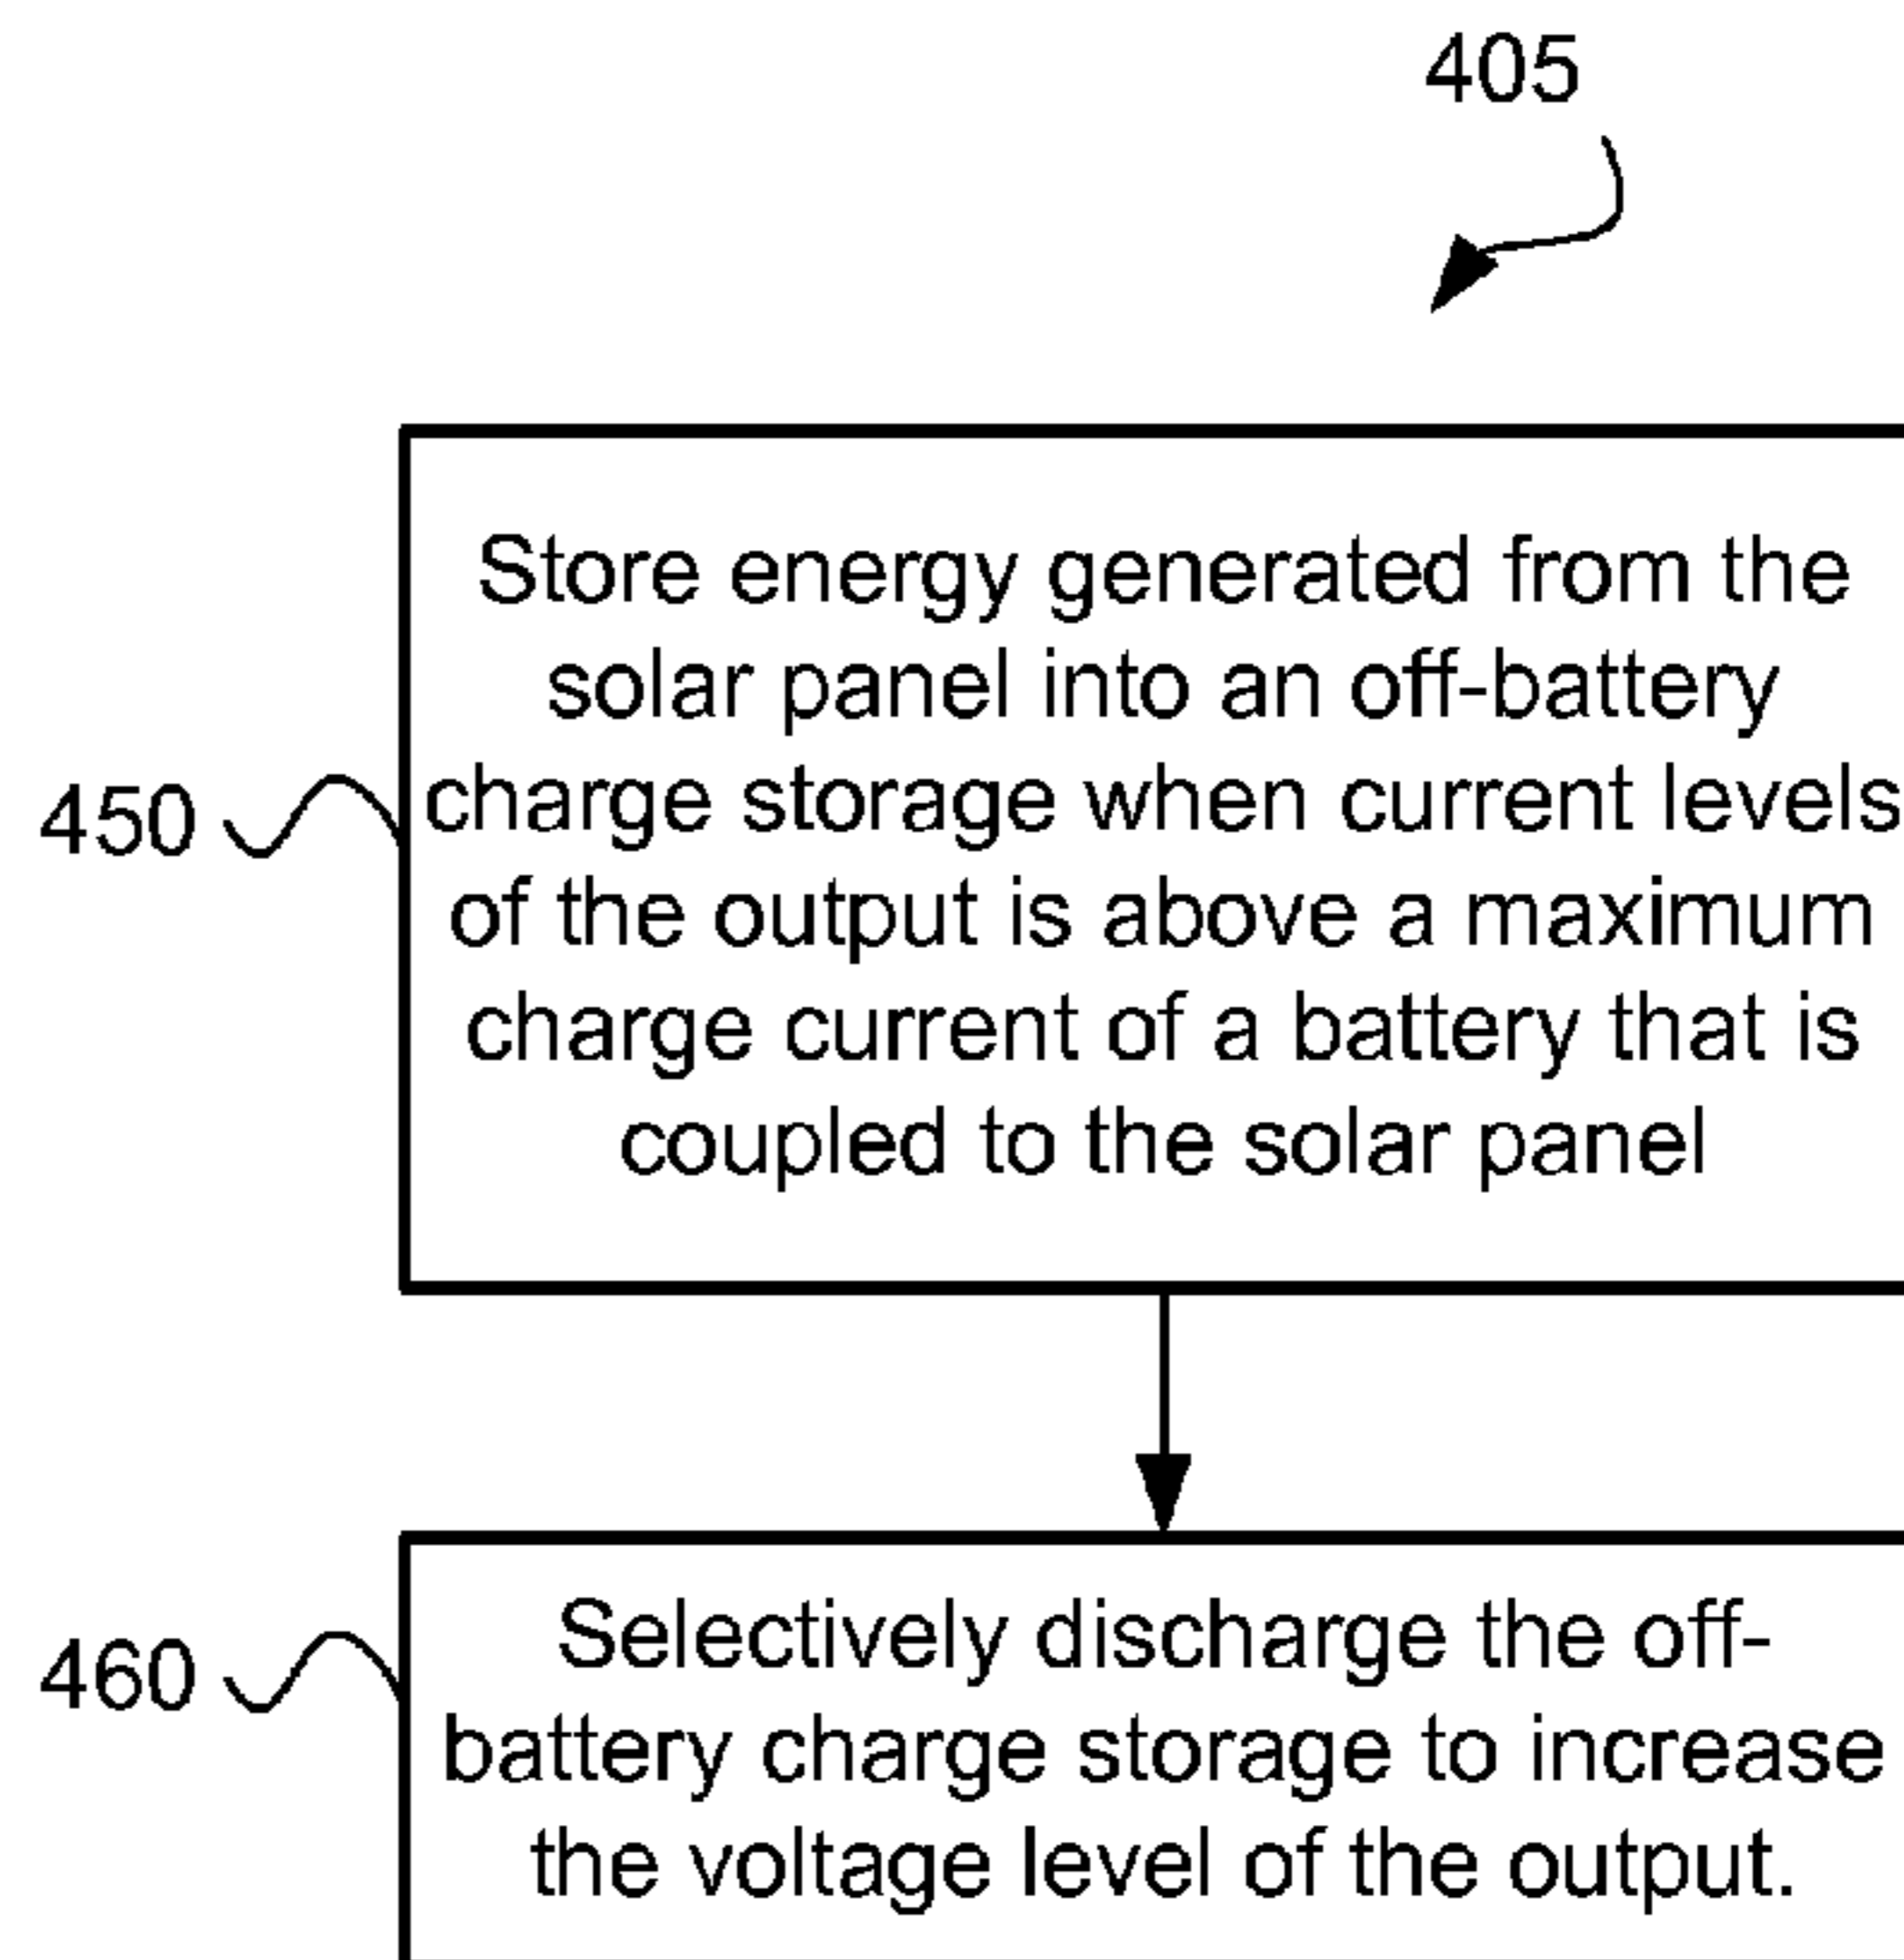 405
Store energy generated from the
solar panel into an off-battery
charge storage when current levels
of the output is above a maximum
charge current of a battery that is
coupled to the solar panel
450
Selectively discharge the off-
battery charge storage to increase
the voltage level of the output.
460